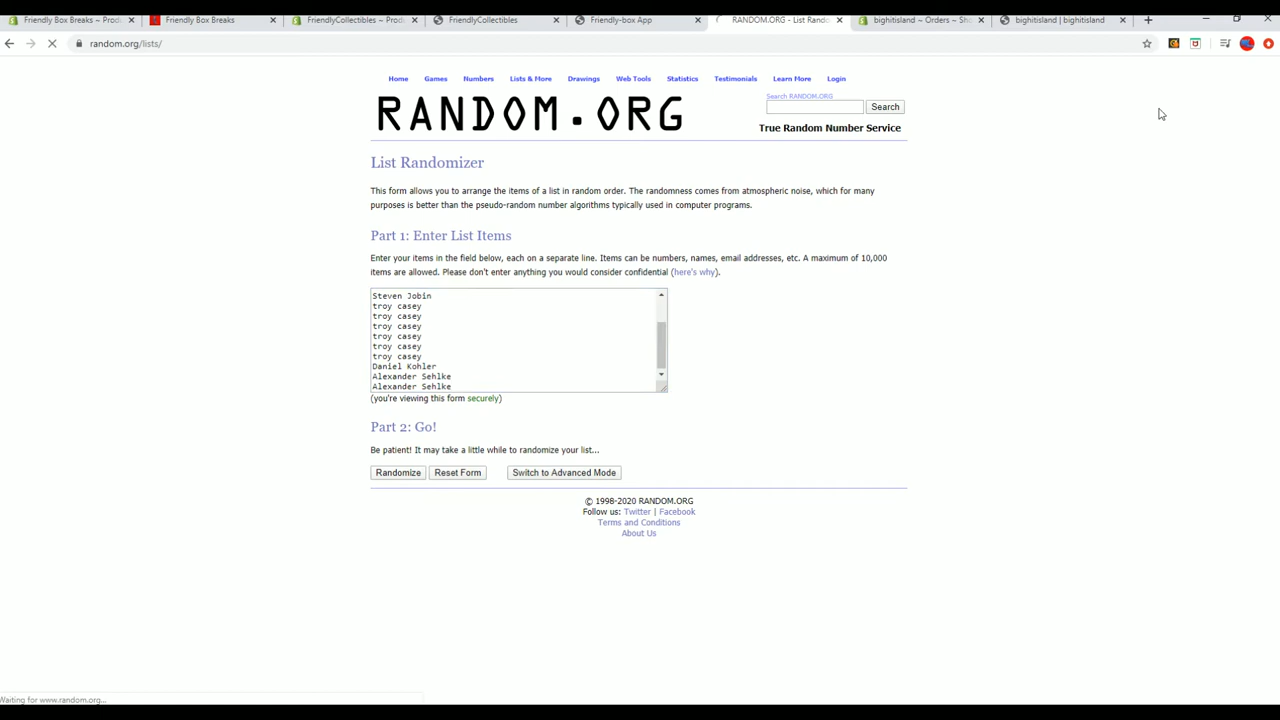 Friendly Box Breaks ~ Produ
Friendly Box Breaks
FriendlyCollectibles ~ Produ
FriendlyCollectibles
Friendly-box App
RANDOM.ORG - List Rando
bighitisland ~ Orders ~ Sho
bighitisland | bighitisland
random.org/lists/
Home Games Numbers Lists & More Drawings Web Tools Statistics Testimonials Learn More Login
RANDOM.ORG
Search RANDOM.ORG
Search
True Random Number Service
List Randomizer
This form allows you to arrange the items of a list in random order. The randomness comes from atmospheric noise, which for many
purposes is better than the pseudo-random number algorithms typically used in computer programs.
Part 1: Enter List Items
Enter your items in the field below, each on a separate line. Items can be numbers, names, email addresses, etc. A maximum of 10,000
items are allowed. Please don't enter anything you would consider confidential (here's why).
Steven Jobin
troy casey
troy casey
troy casey
troy casey
troy casey
troy casey
Daniel Kohler
Alexander Sehlke
Alexander Sehlke
(you're viewing this form securely)
Part 2: Go!
Be patient! It may take a little while to randomize your list...
Randomize Reset Form Switch to Advanced Mode
© 1998-2020 RANDOM.ORG
Follow us: Twitter | Facebook
Terms and Conditions
About Us
Waiting for www.random.org...